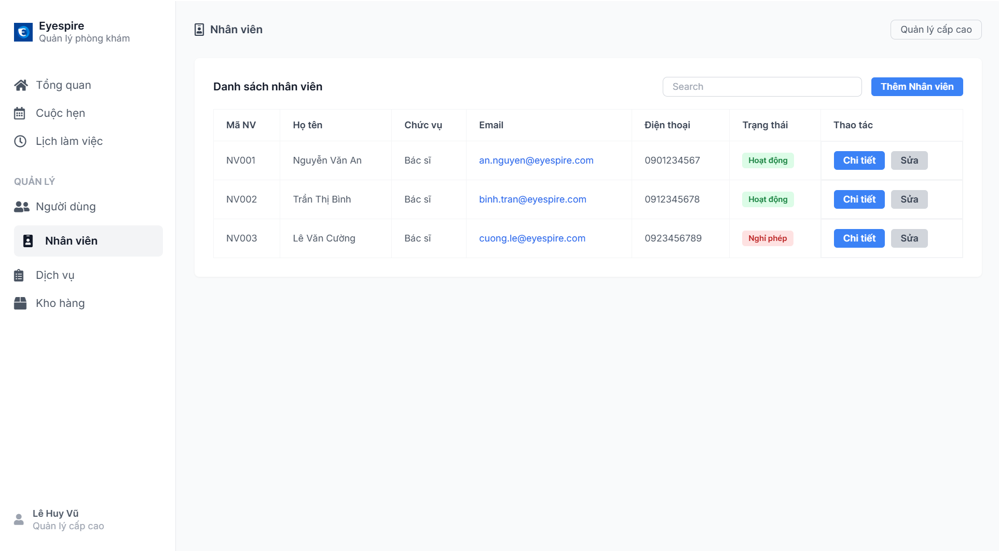 Eyespire
Quản lý phòng khám
Tổng quan
Cuộc hẹn
Lịch làm việc
QUẢN LÝ
Người dùng
Nhân viên
Dịch vụ
Kho hàng
Lê Huy Vũ
Quản lý cấp cao
Nhân viên
Quản lý cấp cao
Danh sách nhân viên
Search
Thêm Nhân viên
Mã NV Họ tên Chức vụ Email Điện thoại Trạng thái Thao tác
NV001 Nguyễn Văn An Bác sĩ an.nguyen@eyespire.com 0901234567 Hoạt động Chi tiết Sửa
NV002 Trần Thị Bình Bác sĩ binh.tran@eyespire.com 0912345678 Hoạt động Chi tiết Sửa
NV003 Lê Văn Cường Bác sĩ cuong.le@eyespire.com 0923456789 Nghỉ phép Chi tiết Sửa